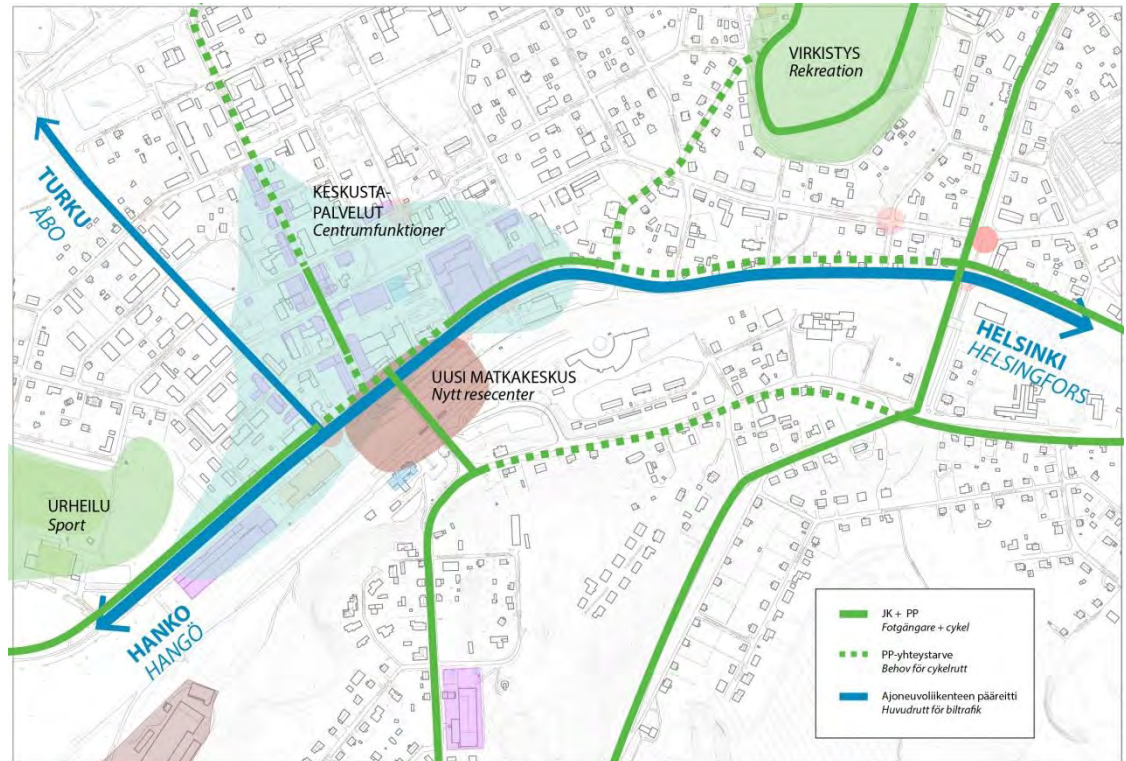 VIRKISTYS
Rekreation
TURKU
ÅBO
KESKUSTA-
PALVELUT
Centrumfunktioner
HELSINKI
HELSINGFORS
UUSI MATKAKESKUS
Nytt resecenter
URHEILU
Sport
HANKO
HANGÖ
JK + PP
Fotgängare + cykel
PP-yhteystarve
Behov för cykelrutt
Ajoneuvoliikenteen pääreitti
Huvudrutt för biltrafik